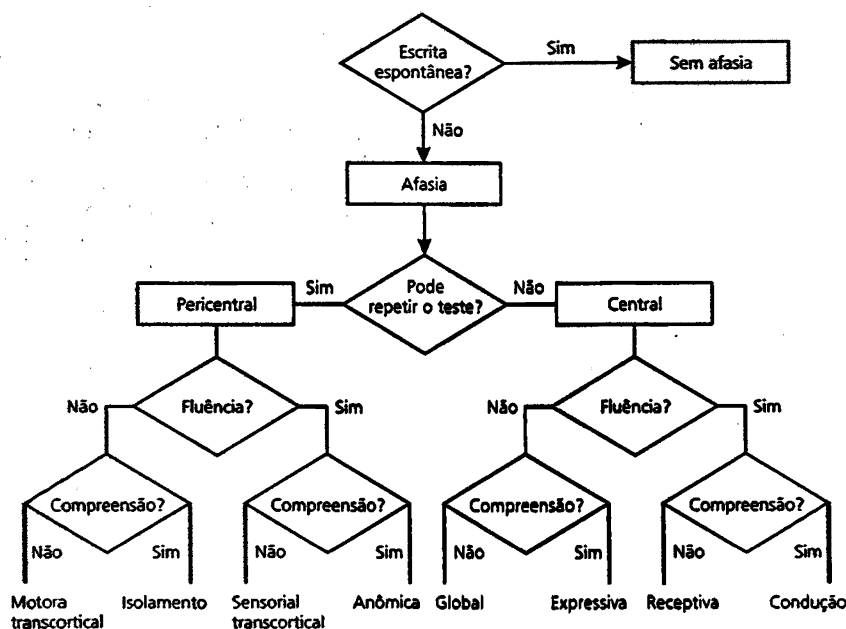 Escrita
espontânea?
Sim
Sem afasia
Não
Afasia
Pode
repetir o teste?
Sim
Não
Pericentral
Central
Não
Fluência?
Sim
Não
Fluência?
Sim
Compreensão?
Compreensão?
Compreensão?
Compreensão?
Não
Sim
Não
Sim
Não
Sim
Não
Sim
Motora
transcortical
Isolamento
Sensorial
transcortical
Anômica
Global
Expressiva
Receptiva
Condução